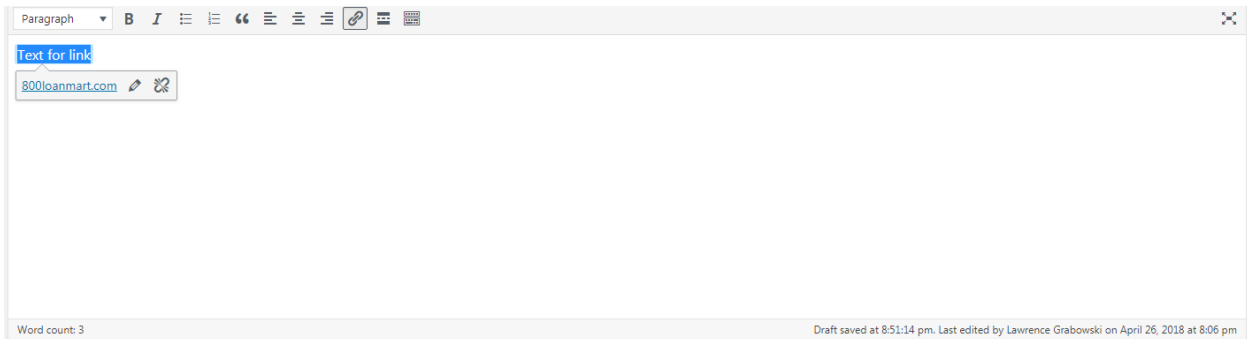 Paragraph
Text for link
800loanmart.com
Word count: 3
Draft saved at 8:51:14 pm. Last edited by Lawrence Grabowski on April 26, 2018 at 8:06 pm